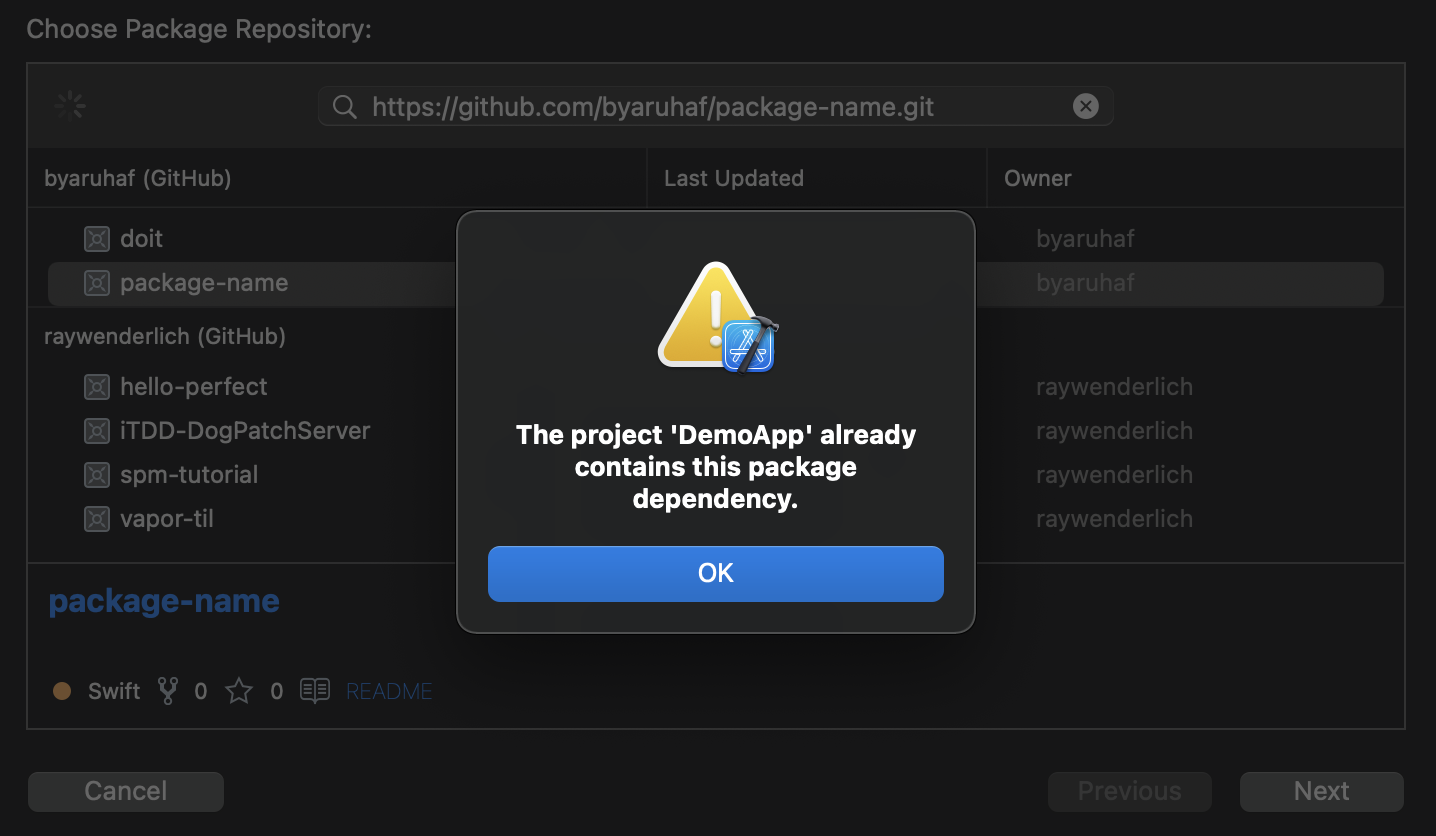 Choose Package Repository:
https://github.com/byaruhaf/package-name.git
byaruhaf (GitHub) Last Updated Owner
doit byaruhaf
package-name byaruhaf
raywenderlich (GitHub)
hello-perfect raywenderlich
iTDD-DogPatchServer raywenderlich
spm-tutorial raywenderlich
vapor-til raywenderlich
The project 'DemoApp' already
contains this package
dependency.
OK
package-name
Swift 0 0 README
Cancel Previous Next